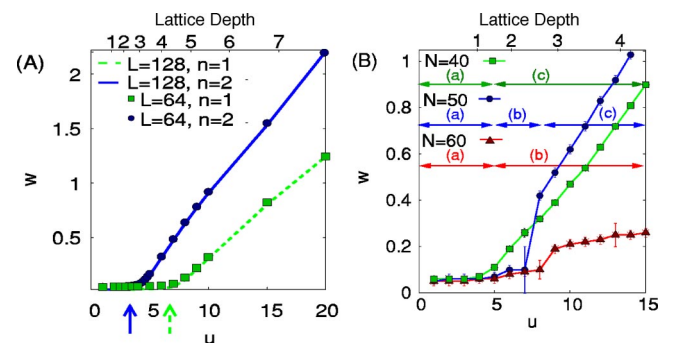 Lattice Depth
1 2 3 4 5 6 7
(A)
L=128, n=1
L=128, n=2
L=64, n=1
L=64, n=2
w
2
1.5
1
0.5
0 5 10 15 20
u
Lattice Depth
1 2 3 4
(B)
N=40
(a) (c)
N=50
(a) (b) (c)
N=60
(a) (b)
w
1
0.8
0.6
0.4
0.2
0
0 5 10 15
u